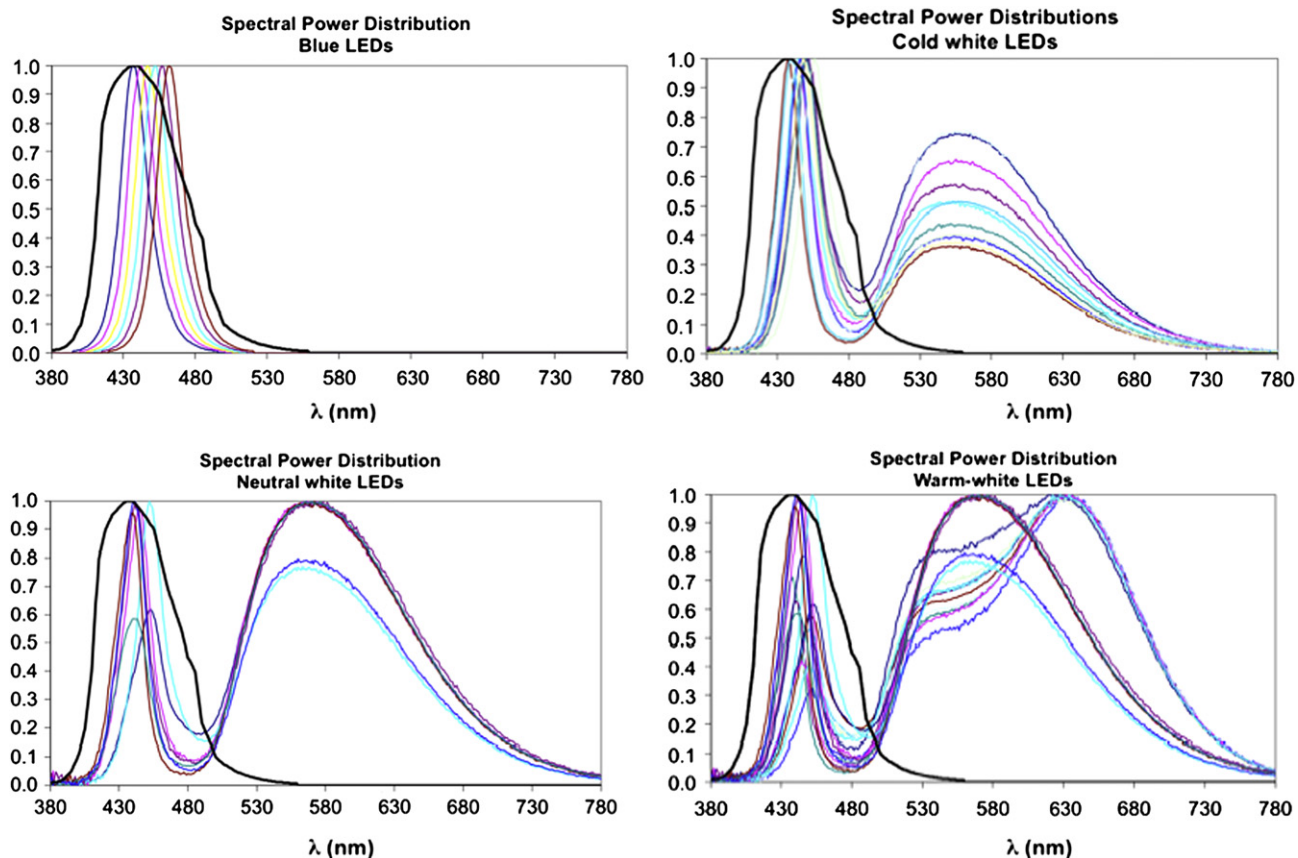 Spectral Power Distribution
Blue LEDs
1.0
0.9
0.8
0.7
0.6
0.5
0.4
0.3
0.2
0.1
0.0
380 430 480 530 580 630 680 730 780
λ (nm)
Spectral Power Distributions
Cold white LEDs
1.0
0.9
0.8
0.7
0.6
0.5
0.4
0.3
0.2
0.1
0.0
380 430 480 530 580 630 680 730 780
λ (nm)
Spectral Power Distribution
Neutral white LEDs
1.0
0.9
0.8
0.7
0.6
0.5
0.4
0.3
0.2
0.1
0.0
380 430 480 530 580 630 680 730 780
λ (nm)
Spectral Power Distribution
Warm-white LEDs
1.0
0.9
0.8
0.7
0.6
0.5
0.4
0.3
0.2
0.1
0.0
380 430 480 530 580 630 680 730 780
λ (nm)